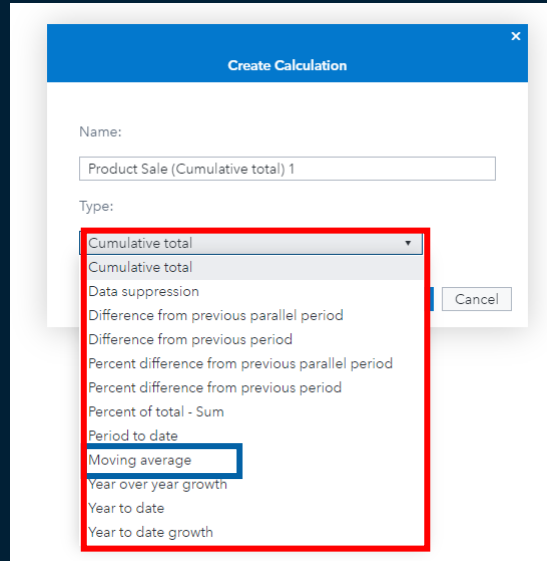 ×
Create Calculation
Name:
Product Sale (Cumulative total) 1
Type:
Cumulative total
Cumulative total
Data suppression
Cancel
Difference from previous parallel period
Difference from previous period
Percent difference from previous parallel period
Percent difference from previous period
Percent of total - Sum
Period to date
Moving average
Year over year growth
Year to date
Year to date growth